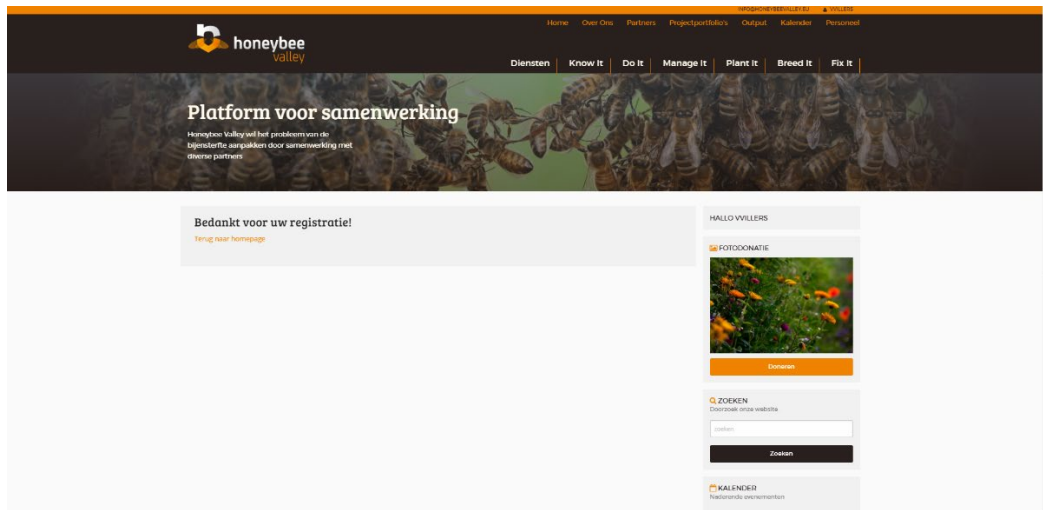 INFO@HONEYBEEVALLEY.EU VVILLERS
Home Over Ons Partners Projectportfolio's Output Kalender Personeel
honeybee
valley
Diensten Know It Do It Manage It Plant It Breed It Fix It
Platform voor samenwerking
Honeybee Valley wil het probleem van de
bijensterfte aanpakken door samenwerking met
diverse partners
Bedankt voor uw registratie!
Terug naar homepage
HALLO VVILLERS
FOTODONATIE
Doneren
ZOEKEN
Doorzoek onze website
zoeken
Zoeken
KALENDER
Naderende evenementen